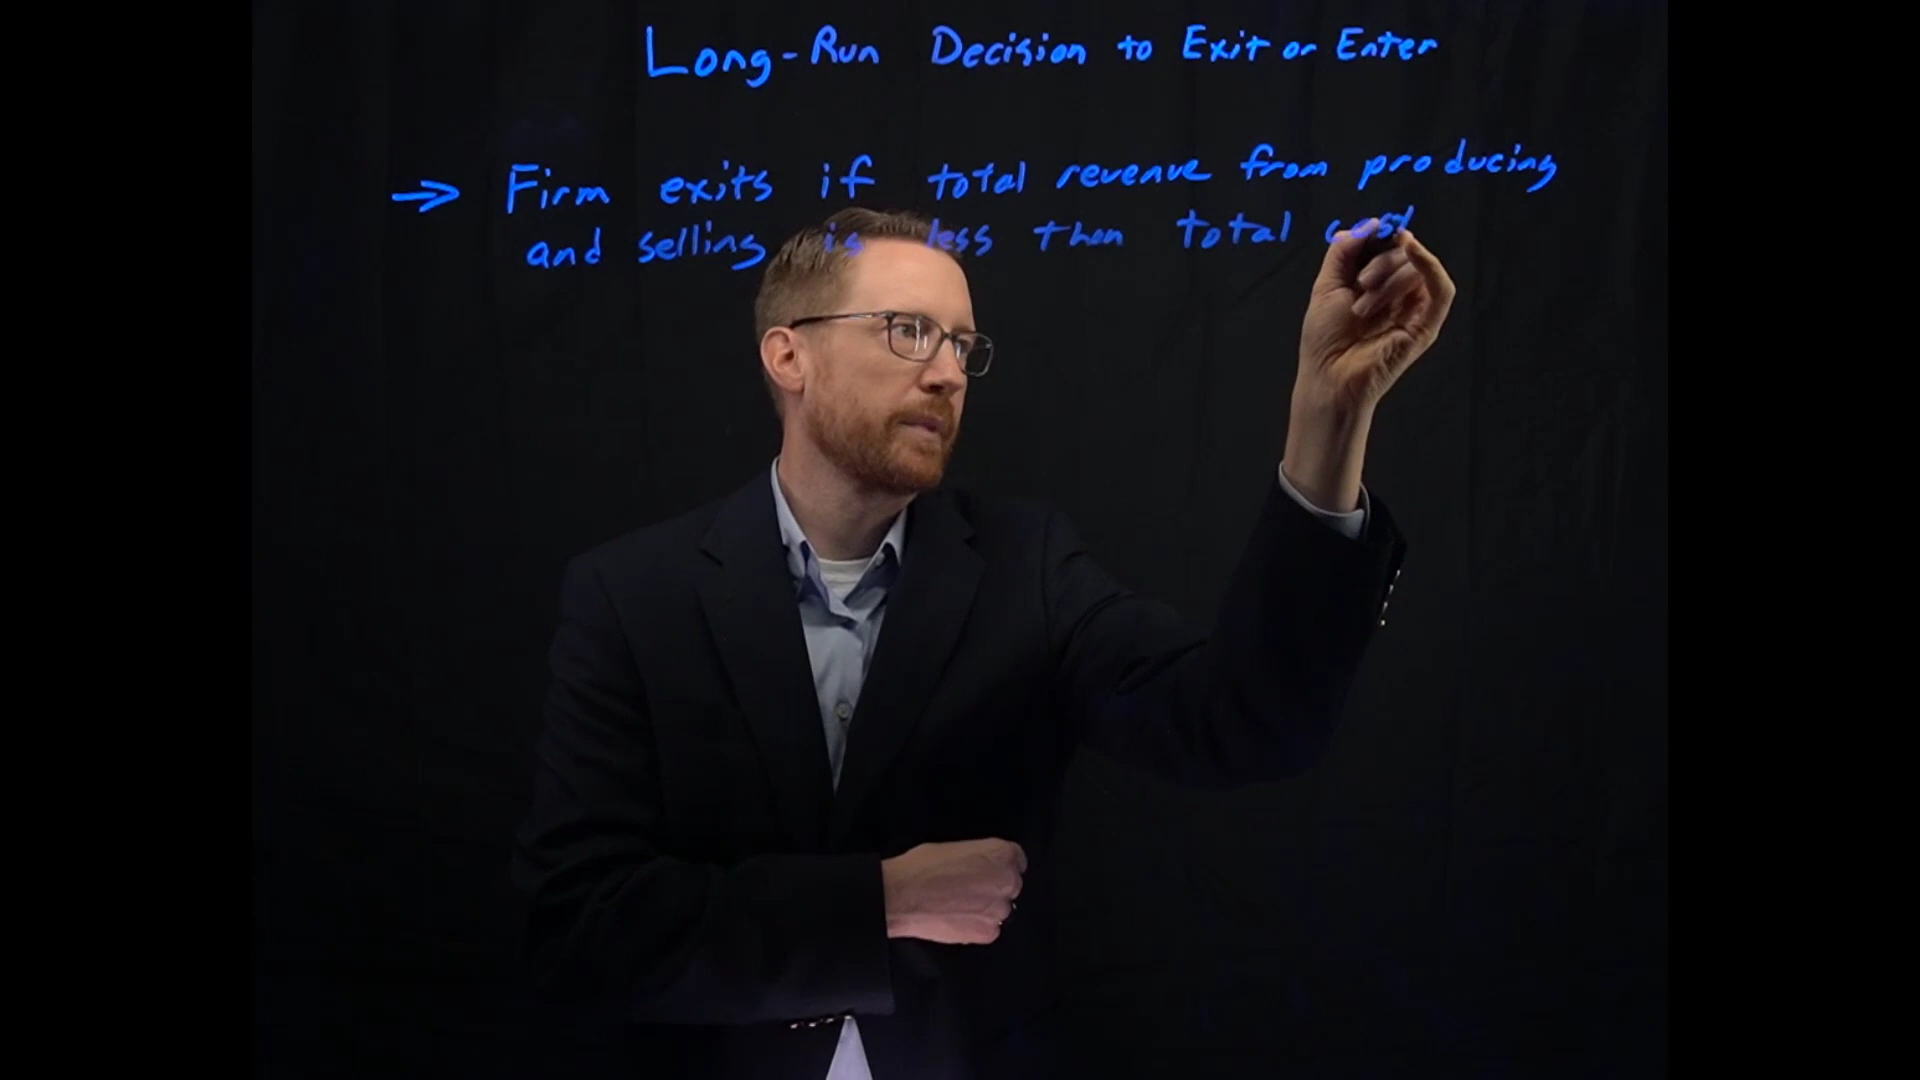 Long-Run Decision to Exit or Enter
→ Firm exits if total revenue from producing
and selling is less than total cost